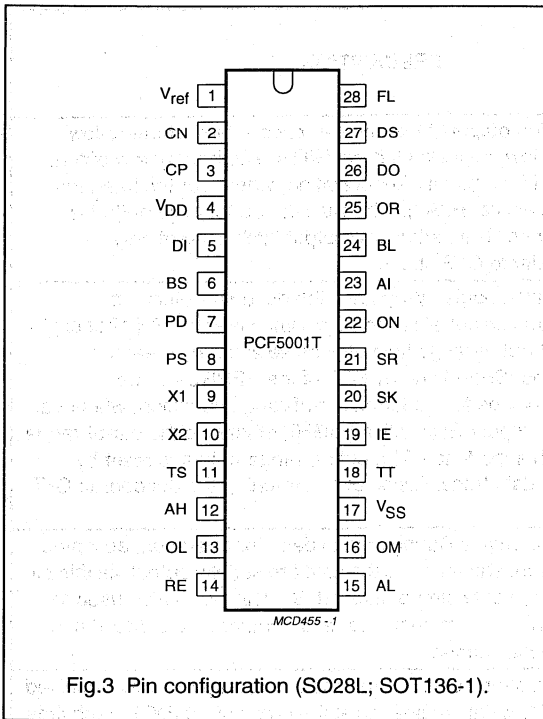 Vref 1 28 FL
CN 2 27 DS
CP 3 26 DO
VDD 4 25 OR
DI 5 24 BL
BS 6 23 AI
PD 7 22 ON
PCF5001T
PS 8 21 SR
X1 9 20 SK
X2 10 19 IE
TS 11 18 TT
AH 12 17 VSS
OL 13 16 OM
RE 14 15 AL
MCD455 - 1
Fig.3 Pin configuration (SO28L; SOT136-1).